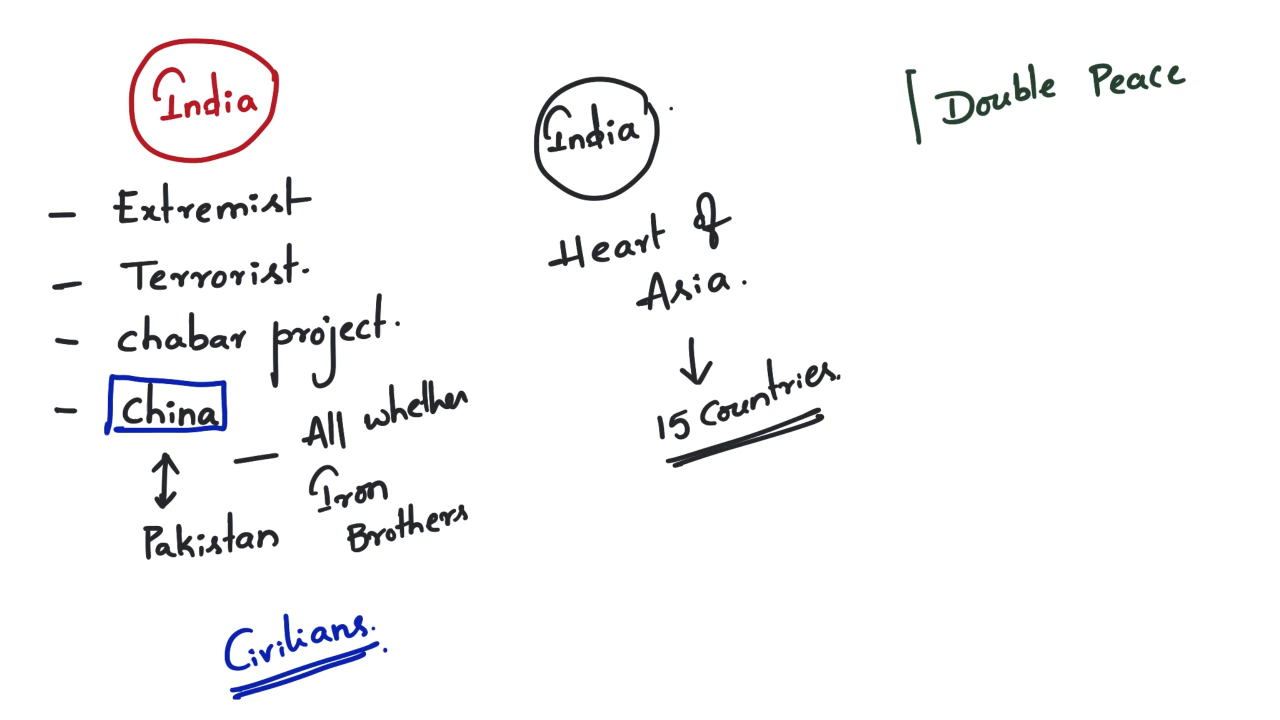 India
- Extremist
- Terrorist.
- chabar project.
- China
Pakistan
- All whether
Iron
Brothers
Civilians.
India
Heart of
Asia.
15 Countries.
Double Peace